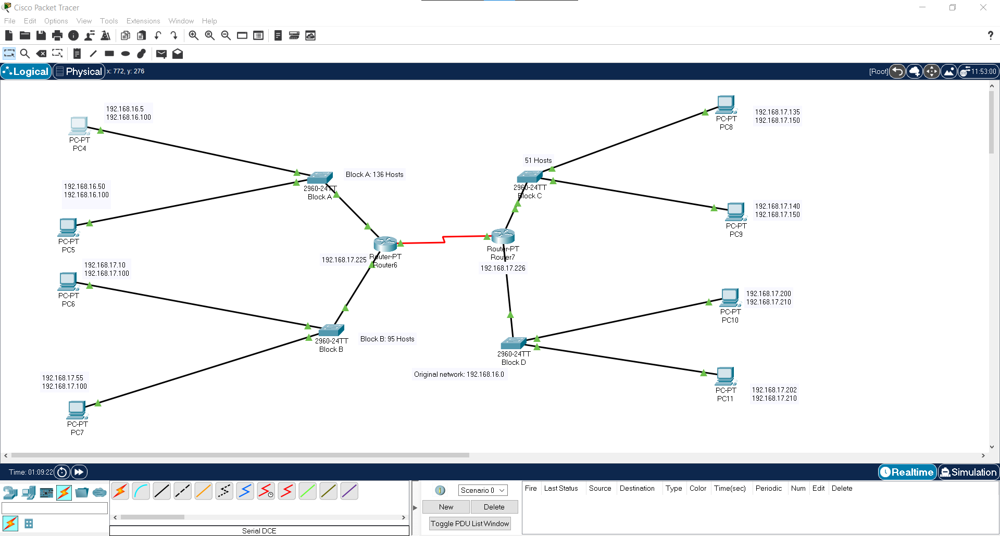 Cisco Packet Tracer
File Edit Options View Tools Extensions Window Help
?
Logical Physical x: 772, y: 276 [Root] 11:53:00
192.168.16.5
192.168.16.100
PC-PT
PC4
192.168.16.50
192.168.16.100
PC-PT
PC5
192.168.17.10
192.168.17.100
PC-PT
PC6
192.168.17.55
192.168.17.100
PC-PT
PC7
Block A: 136 Hosts
2960-24TT
Block A
192.168.17.225
Router-PT
Router6
2960-24TT
Block B
Block B: 95 Hosts
51 Hosts
2960-24TT
Block C
Router-PT
Router7
192.168.17.226
2960-24TT
Block D
Original network: 192.168.16.0
PC-PT
PC8
192.168.17.135
192.168.17.150
PC-PT
PC9
192.168.17.140
192.168.17.150
PC-PT
PC10
192.168.17.200
192.168.17.210
PC-PT
PC11
192.168.17.202
192.168.17.210
Time: 01:09:22 Realtime Simulation
Serial DCE
Scenario 0
New Delete
Toggle PDU List Window
Fire Last Status Source Destination Type Color Time(sec) Periodic Num Edit Delete